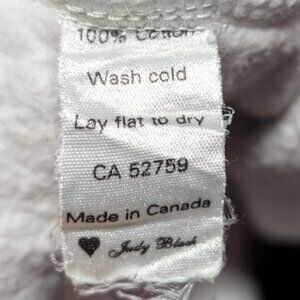 100% Cotton
Wash cold
Lay flat to dry
CA 52759
Made in Canada
♥ Judy Black